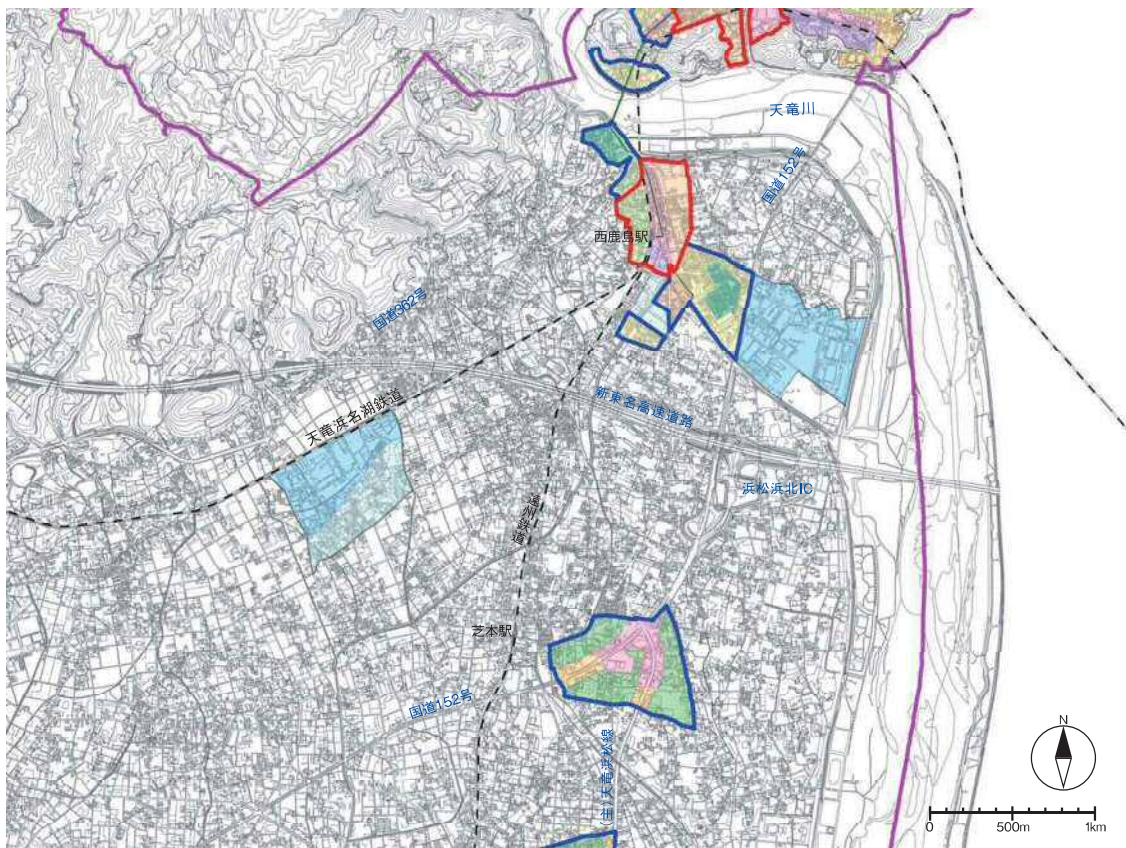 天竜川
国道152号
西鹿島駅
国道362号
新東名高速道路
天竜浜名湖鉄道
浜松浜北IC
遠州鉄道
芝本駅
国道152号
(主)天竜浜松線
N
0 500m 1km